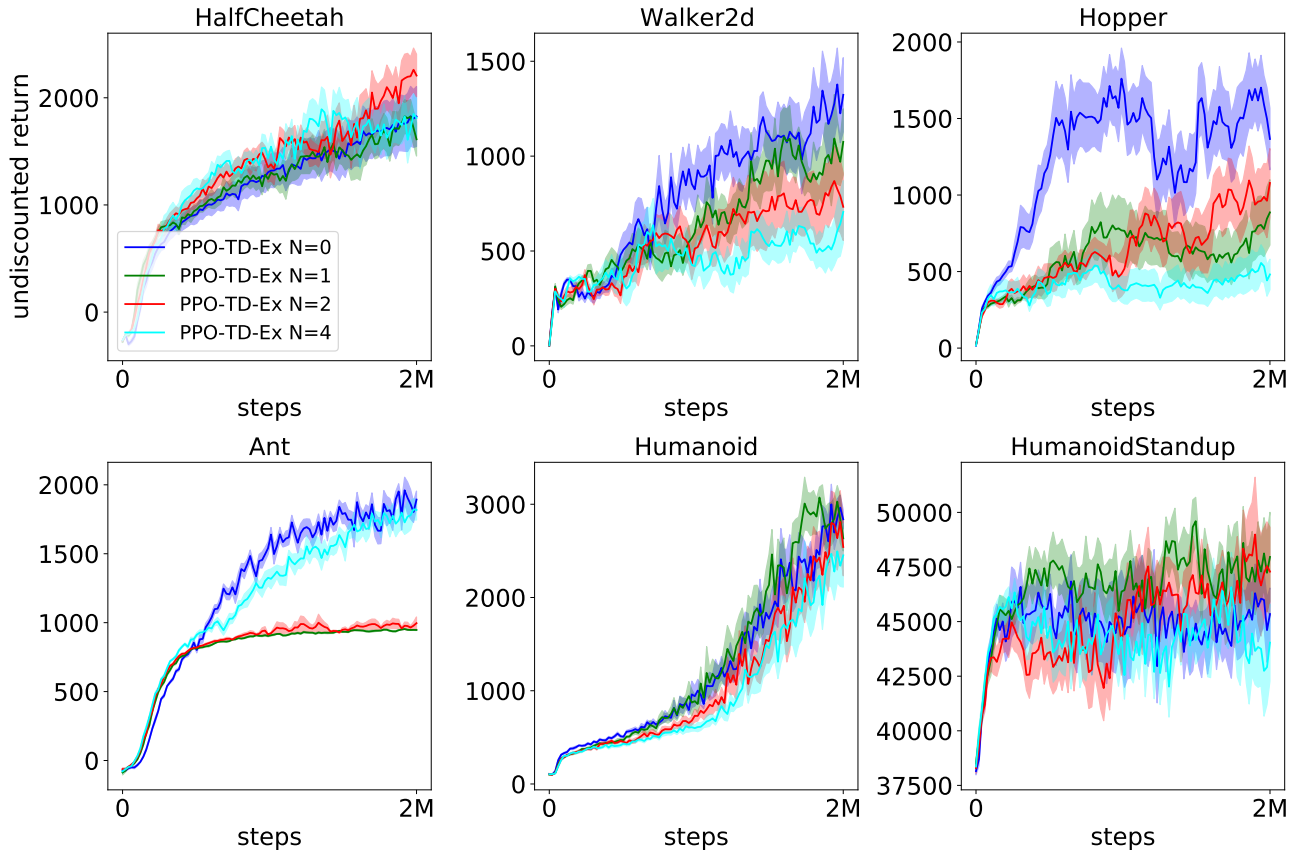 HalfCheetah
Walker2d
Hopper
undiscounted return
2000
1000
0
PPO-TD-Ex N=0
PPO-TD-Ex N=1
PPO-TD-Ex N=2
PPO-TD-Ex N=4
0
2M
steps
1500
1000
500
0
0
2M
steps
2000
1500
1000
500
0
0
2M
steps
Ant
Humanoid
HumanoidStandup
2000
1500
1000
500
0
0
2M
steps
3000
2000
1000
0
0
2M
steps
50000
47500
45000
42500
40000
37500
0
2M
steps